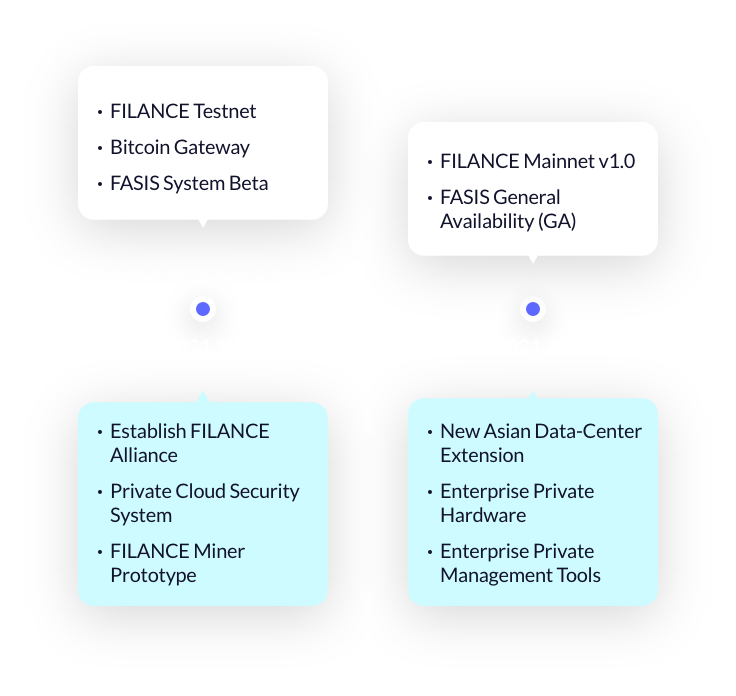 • FILANCE Testnet
• Bitcoin Gateway
• FASIS System Beta
• FILANCE Mainnet v1.0
• FASIS General
Availability (GA)
• Establish FILANCE
Alliance
• Private Cloud Security
System
• FILANCE Miner
Prototype
• New Asian Data-Center
Extension
• Enterprise Private
Hardware
• Enterprise Private
Management Tools